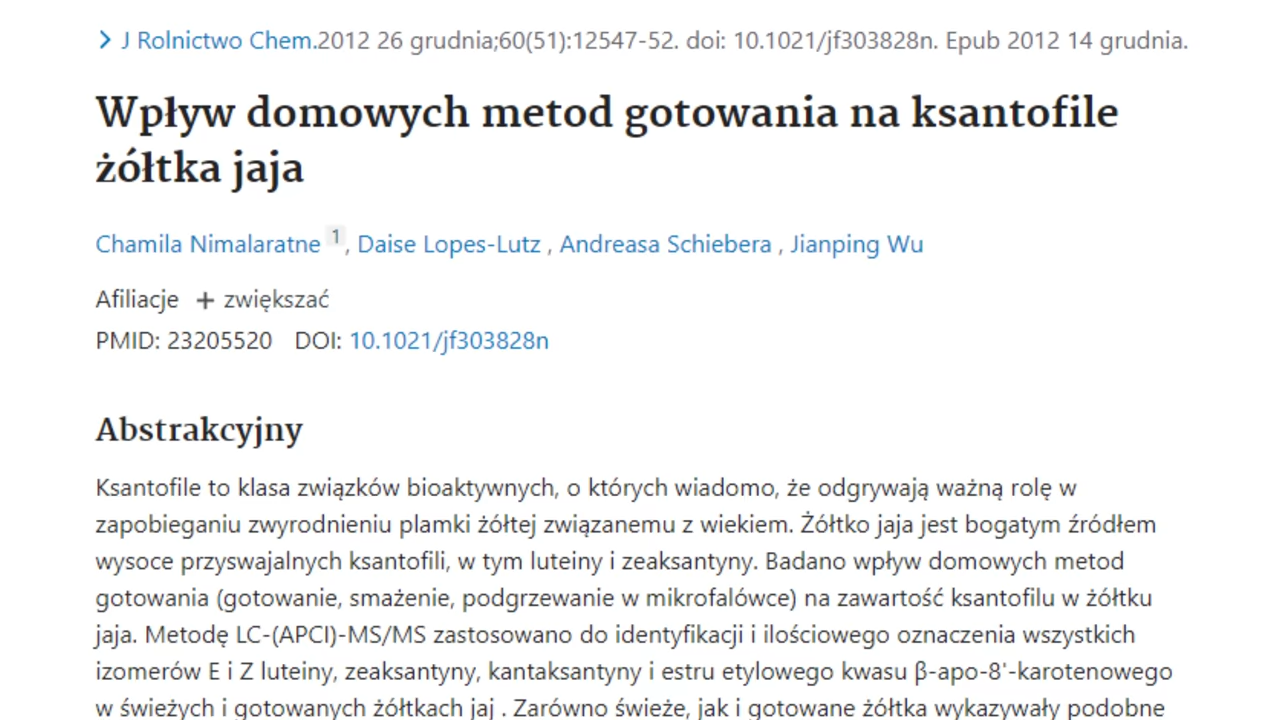 J Rolnictwo Chem.2012 26 grudnia;60(51):12547-52. doi: 10.1021/jf303828n. Epub 2012 14 grudnia.
Wpływ domowych metod gotowania na ksantofile
żółtka jaja
Chamila Nimalaratne 1 , Daise Lopes-Lutz , Andreasa Schiebera , Jianping Wu
Afiliacje + zwiększać
PMID: 23205520 DOI: 10.1021/jf303828n
Abstrakcyjny
Ksantofile to klasa związków bioaktywnych, o których wiadomo, że odgrywają ważną rolę w
zapobieganiu zwyrodnieniu plamki żółtej związanemu z wiekiem. Żółtko jaja jest bogatym źródłem
wysoce przyswajalnych ksantofili, w tym luteiny i zeaksantyny. Badano wpływ domowych metod
gotowania (gotowanie, smażenie, podgrzewanie w mikrofalówce) na zawartość ksantofilu w żółtku
jaja. Metodę LC-(APCI)-MS/MS zastosowano do identyfikacji i ilościowego oznaczenia wszystkich
izomerów E i Z luteiny, zeaksantyny, kantaksantyny i estru etylowego kwasu β-apo-8'-karotenowego
w świeżych i gotowanych żółtkach jaj . Zarówno świeże, jak i gotowane żółtka wykazywały podobne